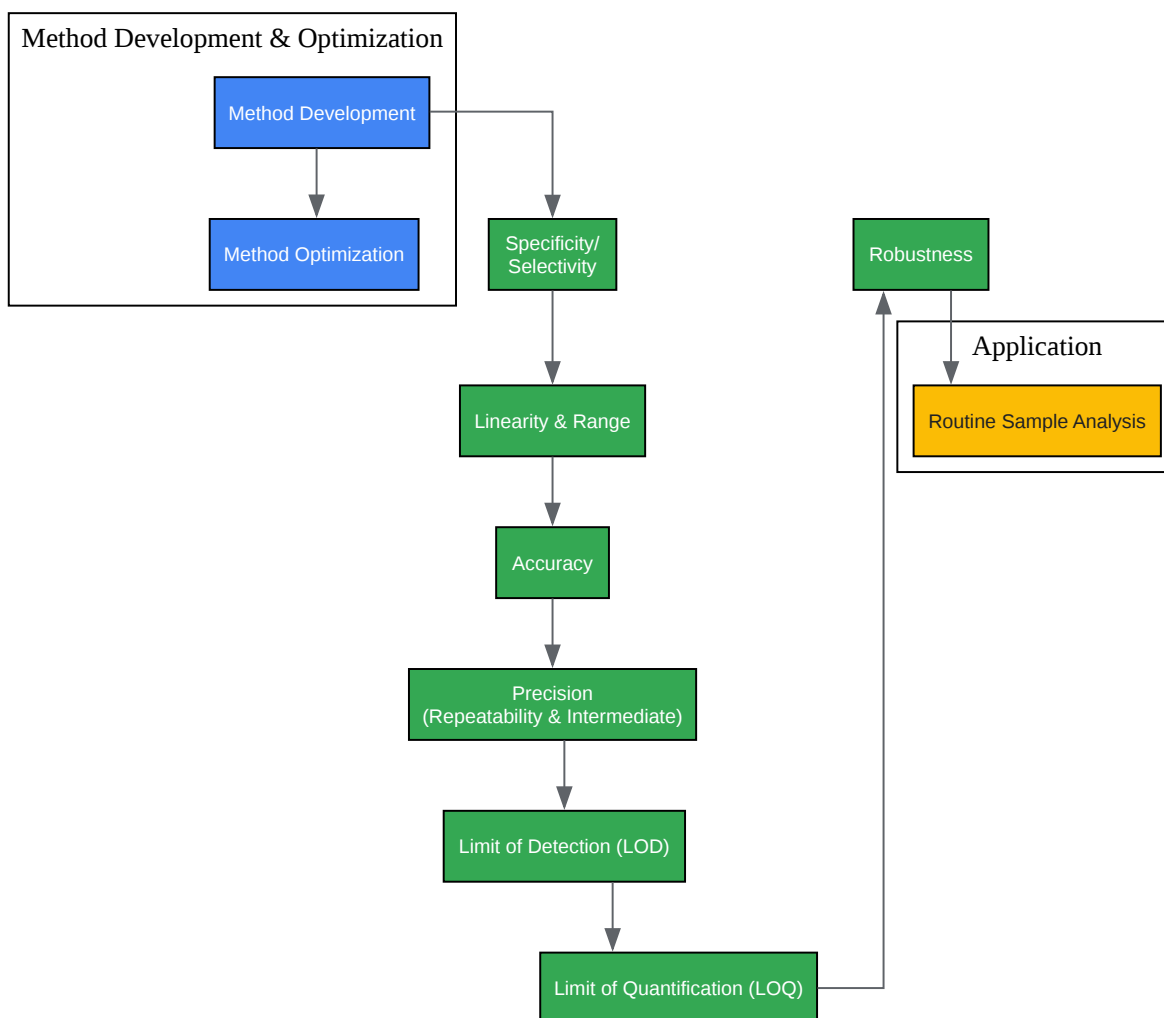 Method Development & Optimization
Method Development
Method Optimization
Specificity/
Selectivity
Linearity & Range
Accuracy
Precision
(Repeatability & Intermediate)
Limit of Detection (LOD)
Limit of Quantification (LOQ)
Robustness
Application
Routine Sample Analysis